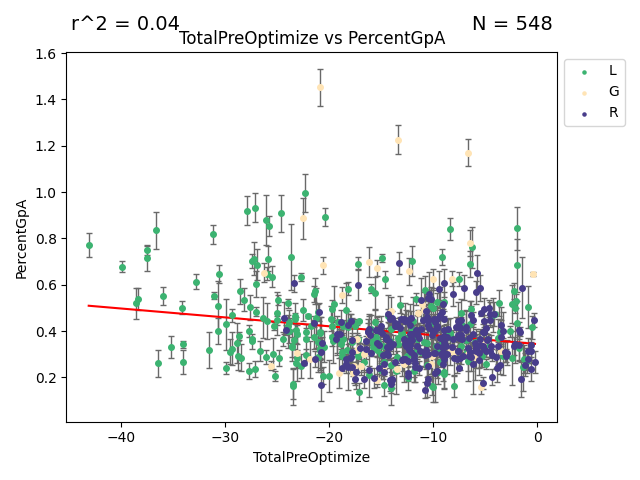 r^2 = 0.04
N = 548
TotalPreOptimize vs PercentGpA
1.6
1.4
1.2
1.0
0.8
0.6
0.4
0.2
PercentGpA
−40
−30
−20
−10
0
TotalPreOptimize
L
G
R